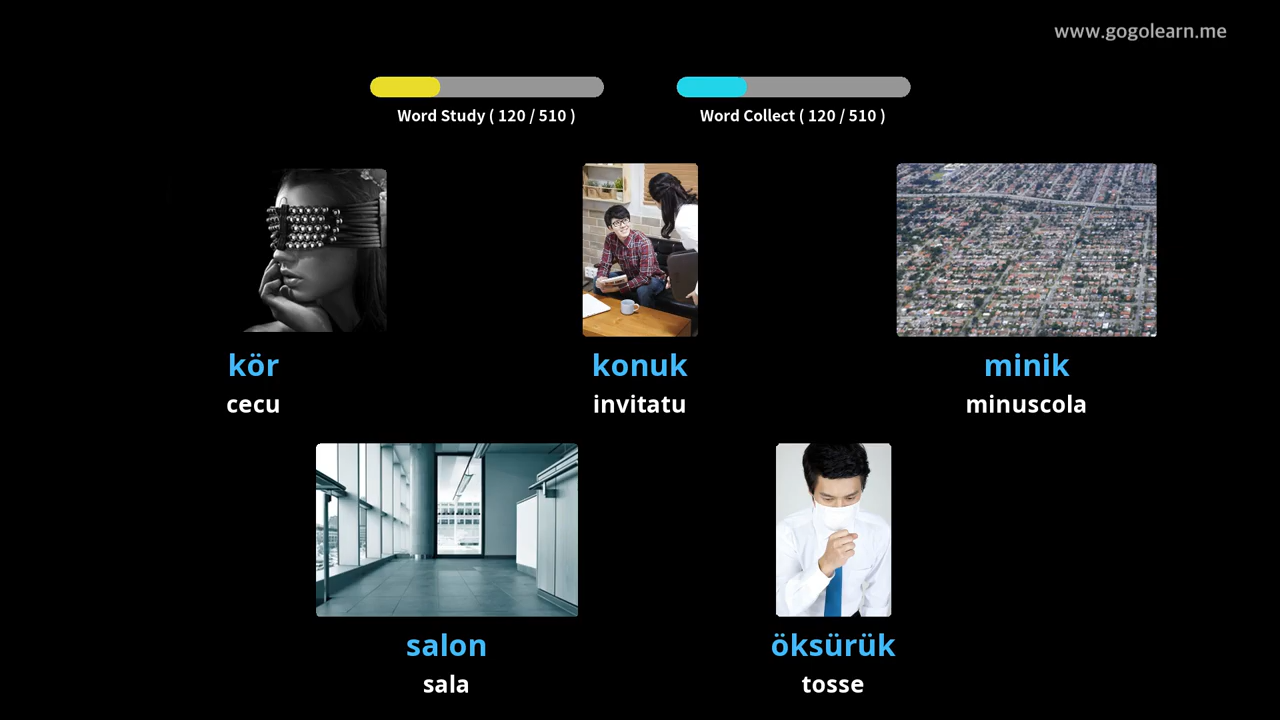 www.gogolearn.me
Word Study ( 120 / 510 )
Word Collect ( 120 / 510 )
kör
cecu
konuk
invitatu
minik
minuscola
salon
sala
öksürük
tosse